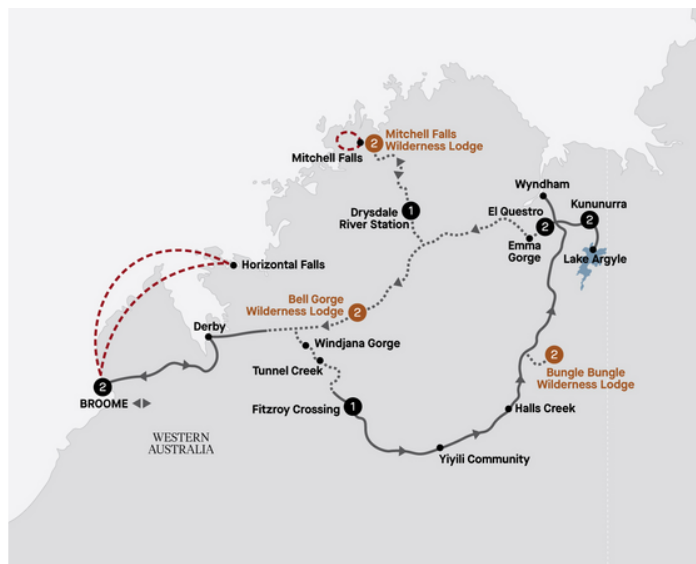 2
Mitchell Falls
Wilderness Lodge
Mitchell Falls
Wyndham
Drysdale
River Station
1
El Questro
2
Kununurra
2
Emma
Gorge
Lake Argyle
Horizontal Falls
Bell Gorge
Wilderness Lodge
2
Derby
Windjana Gorge
Tunnel Creek
2
Bungle Bungle
Wilderness Lodge
2
BROOME
Fitzroy Crossing
1
Halls Creek
WESTERN
AUSTRALIA
Yiyili Community